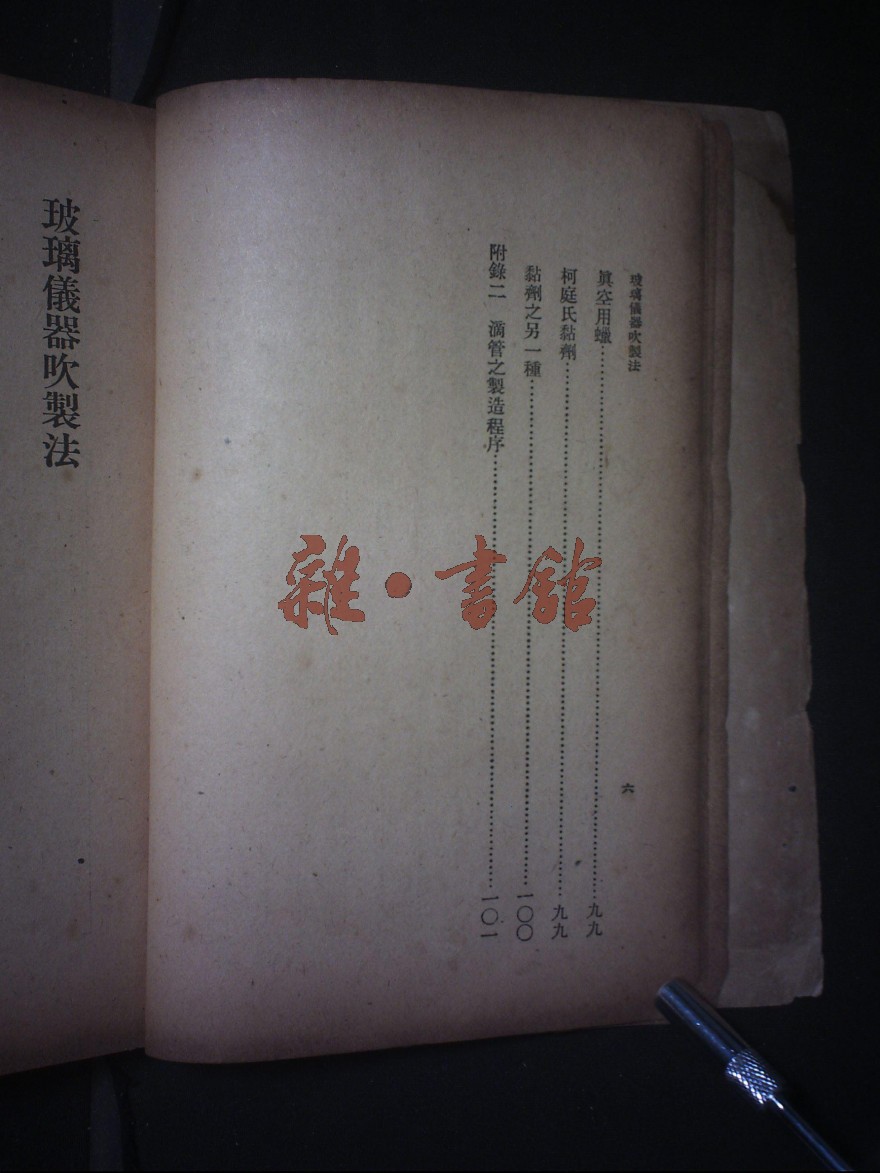 玻璃儀器吹製法
六
眞空用蠟……九九
柯庭氏黏劑……九九
黏劑之另一種……一〇〇
附錄二　滴管之製造程序……一〇一
玻璃儀器吹製法
雜·書館